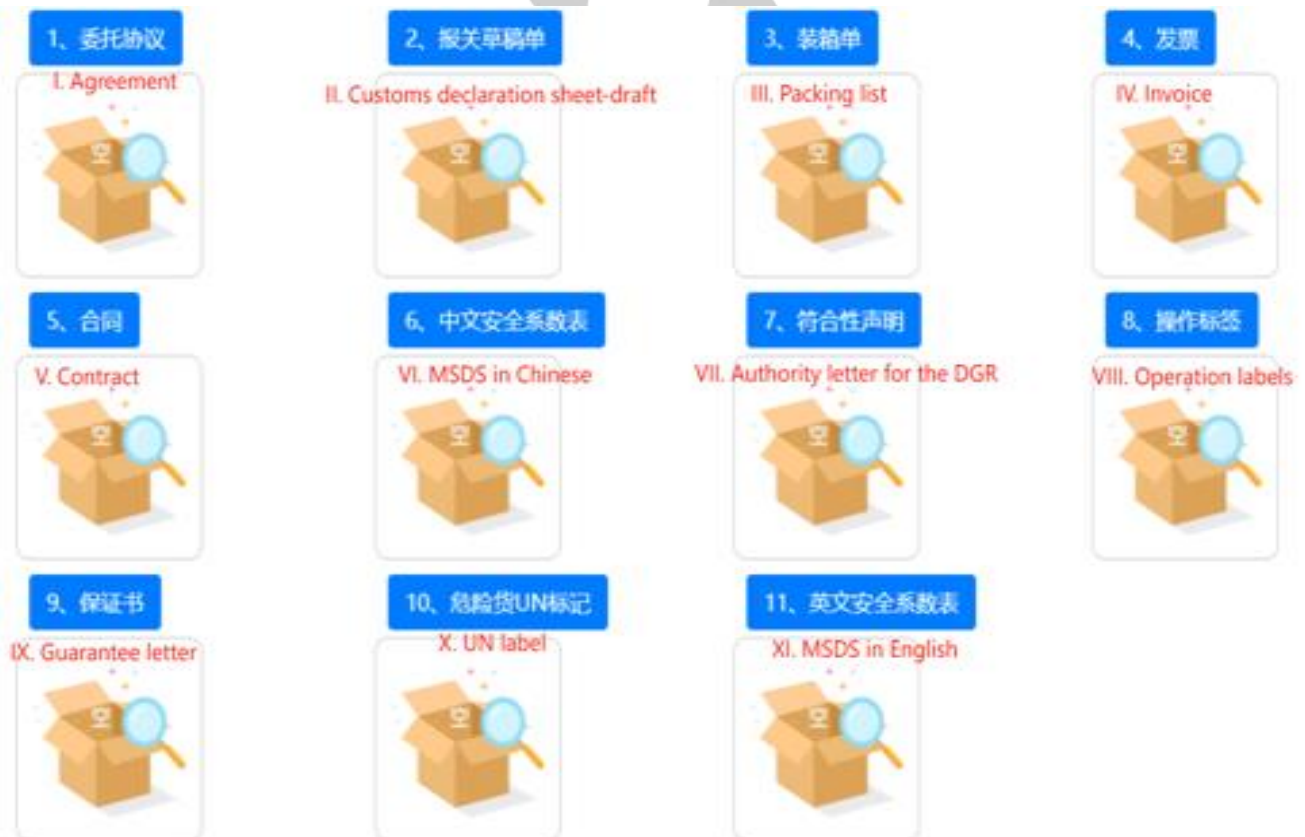 1、委托协议
2、报关草稿单
3、装箱单
4、发票
I. Agreement
II. Customs declaration sheet-draft
III. Packing list
IV. Invoice
5、合同
6、中文安全系数表
7、符合性声明
8、操作标签
V. Contract
VI. MSDS in Chinese
VII. Authority letter for the DGR
VIII. Operation labels
9、保证书
10、危险货UN标记
11、英文安全系数表
IX. Guarantee letter
X. UN label
XI. MSDS in English